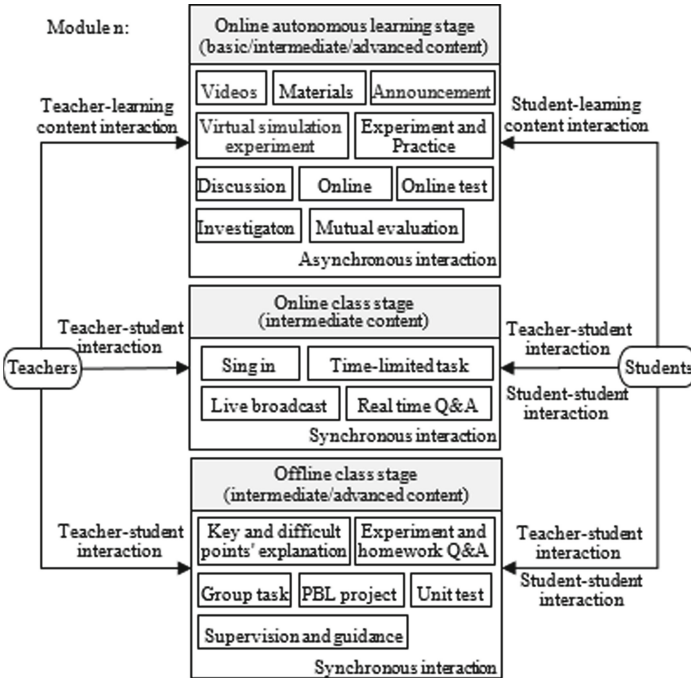 Module n:
Online autonomous learning stage
(basic/intermediate/advanced content)
Videos
Materials
Announcement
Virtual simulation
experiment
Experiment and
Practice
Discussion
Online
Online test
Investigaton
Mutual evaluation
Asynchronous interaction
Teacher-learning
content interaction
Student-learning
content interaction
Online class stage
(intermediate content)
Sing in
Time-limited task
Live broadcast
Real time Q&A
Synchronous interaction
Teacher-student
interaction
Teachers
Teacher-student
interaction
Students
Student-student
interaction
Offline class stage
(intermediate/advanced content)
Key and difficult
points' explanation
Experiment and
homework Q&A
Group task
PBL project
Unit test
Supervision and guidance
Synchronous interaction
Teacher-student
interaction
Teacher-student
interaction
Student-student
interaction